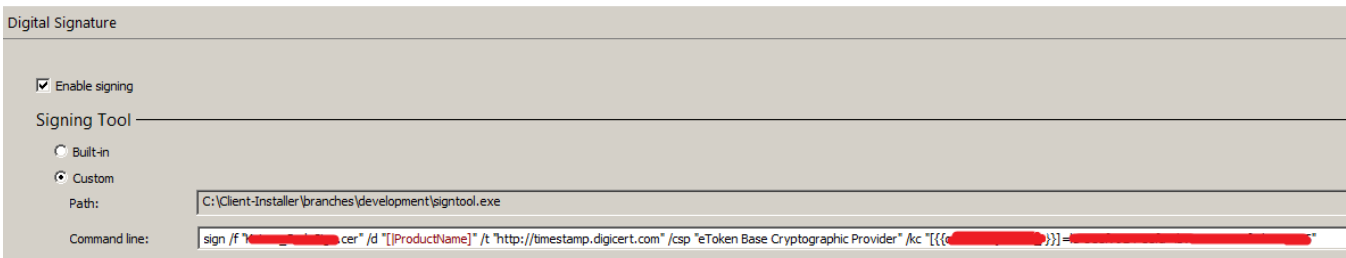 Digital Signature
Enable signing
Signing Tool
Built-in
Custom
Path: C:\Client-Installer\branches\development\signtool.exe
Command line: sign /f " .cer" /d "[|ProductName]" /t "http://timestamp.digicert.com" /csp "eToken Base Cryptographic Provider" /kc "[{{ }}]= "